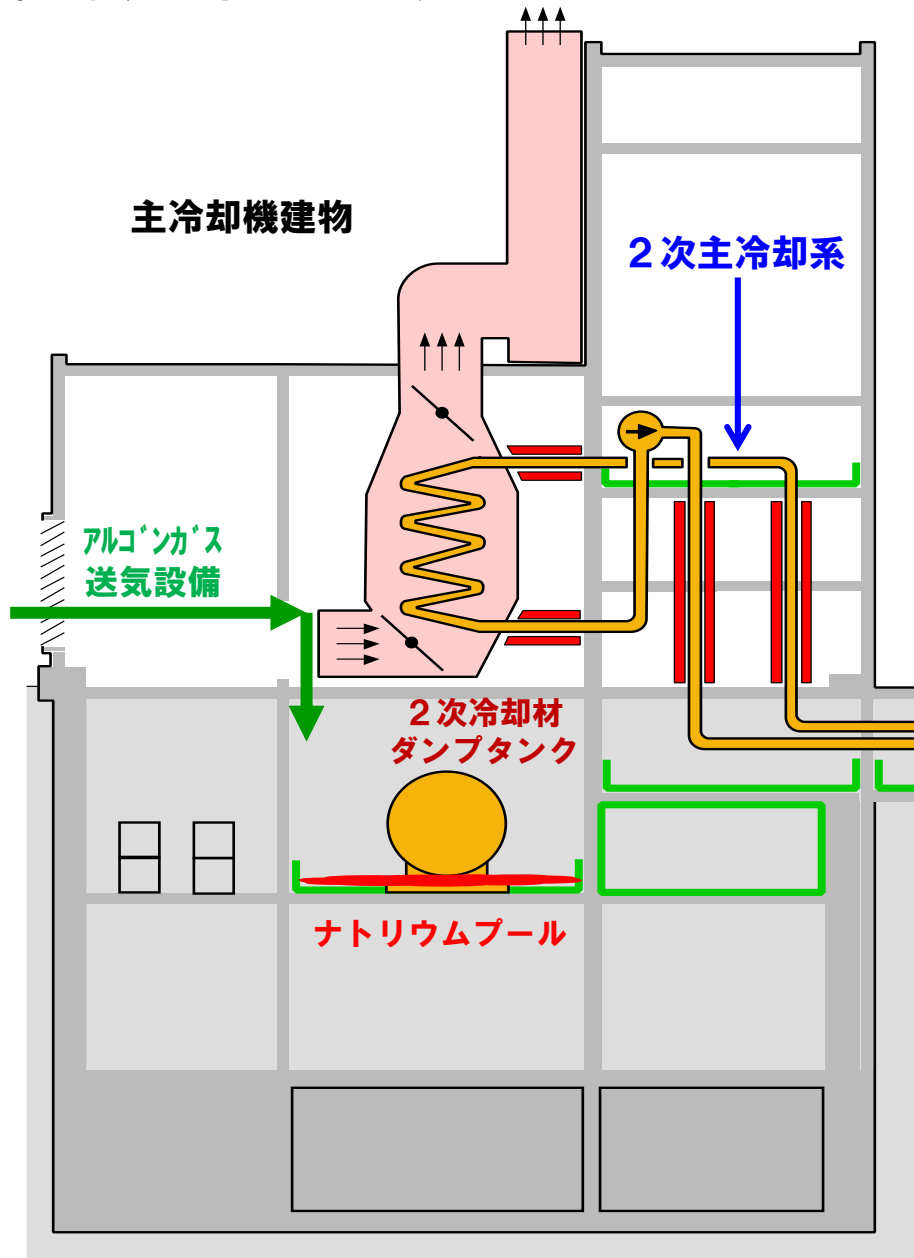 主冷却機建物
２次主冷却系
ｱﾙｺﾞﾝｶﾞｽ
送気設備
２次冷却材
ダンプタンク
ナトリウムプール